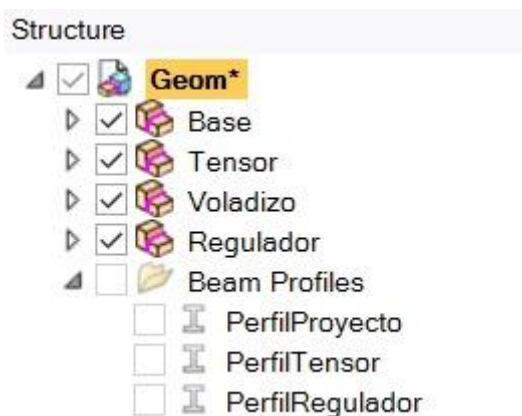 Structure
Geom*
Base
Tensor
Voladizo
Regulador
Beam Profiles
PerfilProyecto
PerfilTensor
PerfilRegulador